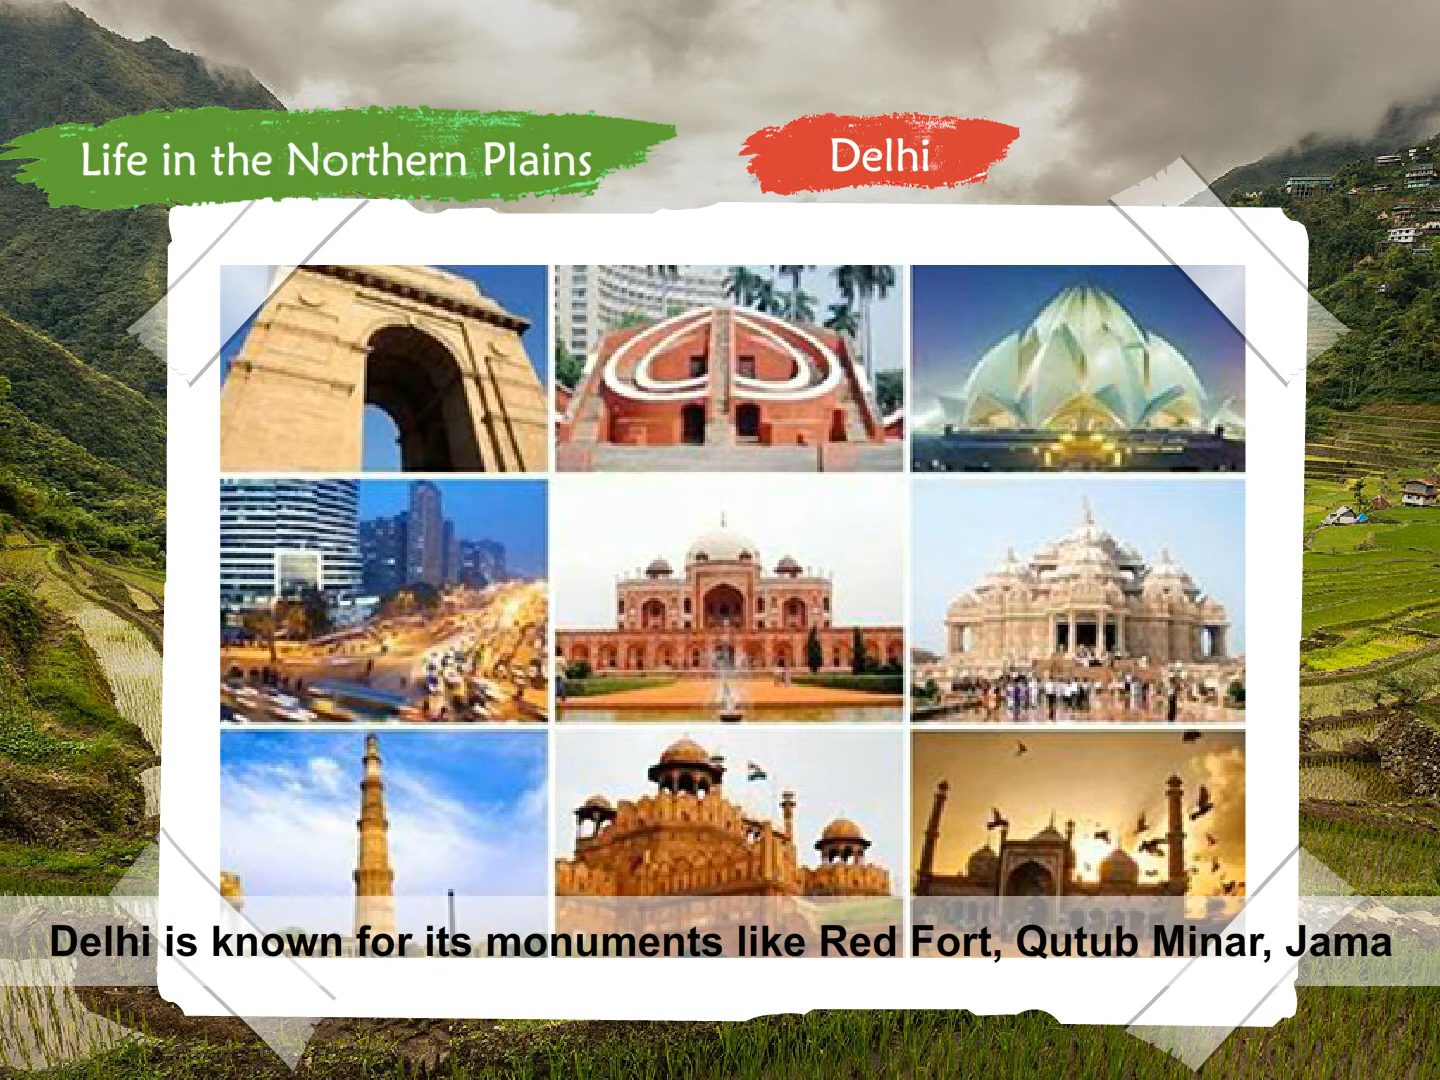 Life in the Northern Plains
Delhi
Delhi is known for its monuments like Red Fort, Qutub Minar, Jama